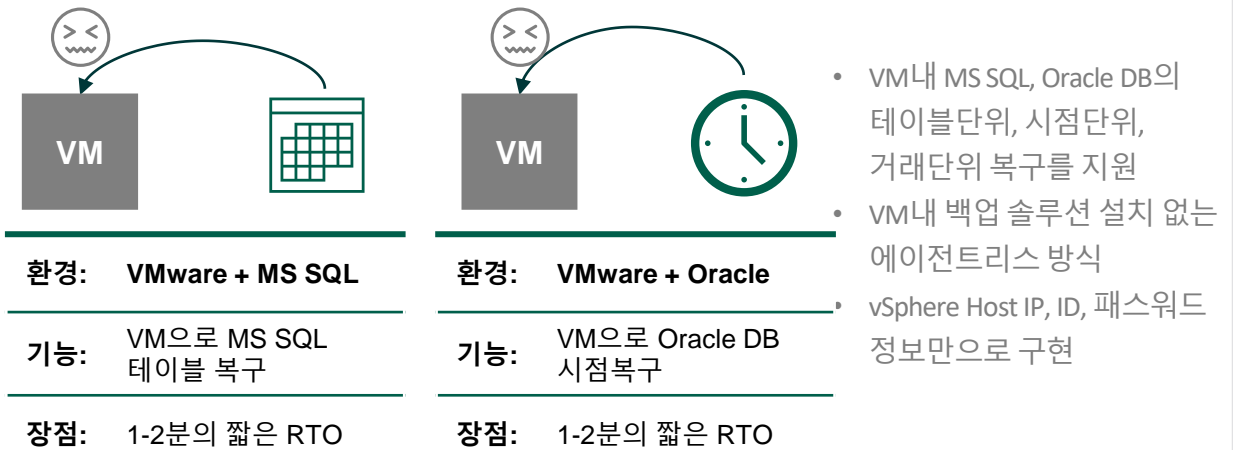 VM
환경: VMware + MS SQL
기능: VM으로 MS SQL
테이블 복구
장점: 1-2분의 짧은 RTO
VM
환경: VMware + Oracle
기능: VM으로 Oracle DB
시점복구
장점: 1-2분의 짧은 RTO
• VM내 MS SQL, Oracle DB의
테이블단위, 시점단위,
거래단위 복구를 지원
• VM내 백업 솔루션 설치 없는
에이전트리스 방식
• vSphere Host IP, ID, 패스워드
정보만으로 구현